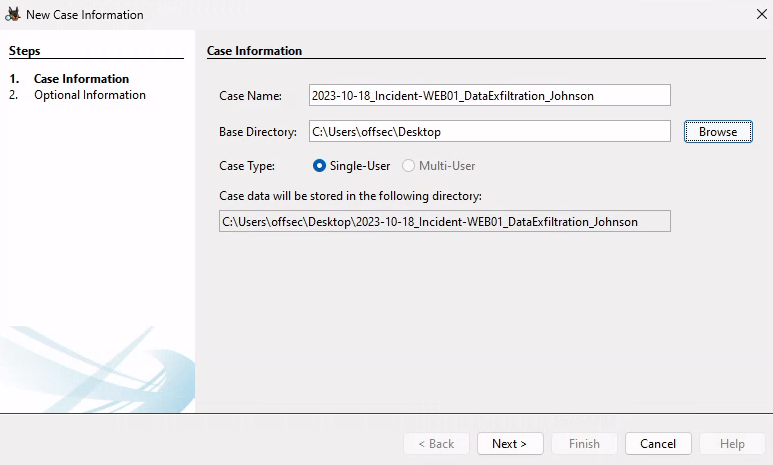 New Case Information
Steps
1. Case Information
2. Optional Information
Case Information
Case Name: 2023-10-18_Incident-WEB01_DataExfiltration_Johnson
Base Directory: C:\Users\offsec\Desktop Browse
Case Type: Single-User Multi-User
Case data will be stored in the following directory:
C:\Users\offsec\Desktop\2023-10-18_Incident-WEB01_DataExfiltration_Johnson
< Back Next > Finish Cancel Help